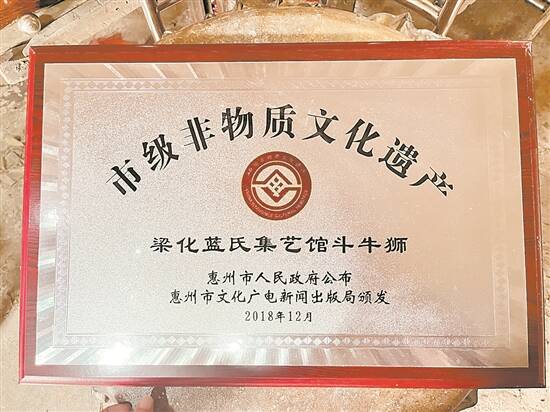 市级非物质文化遗产
梁化蓝氏集艺馆斗牛狮
惠州市人民政府公布
惠州市文化广电新闻出版局颁发
2018年12月